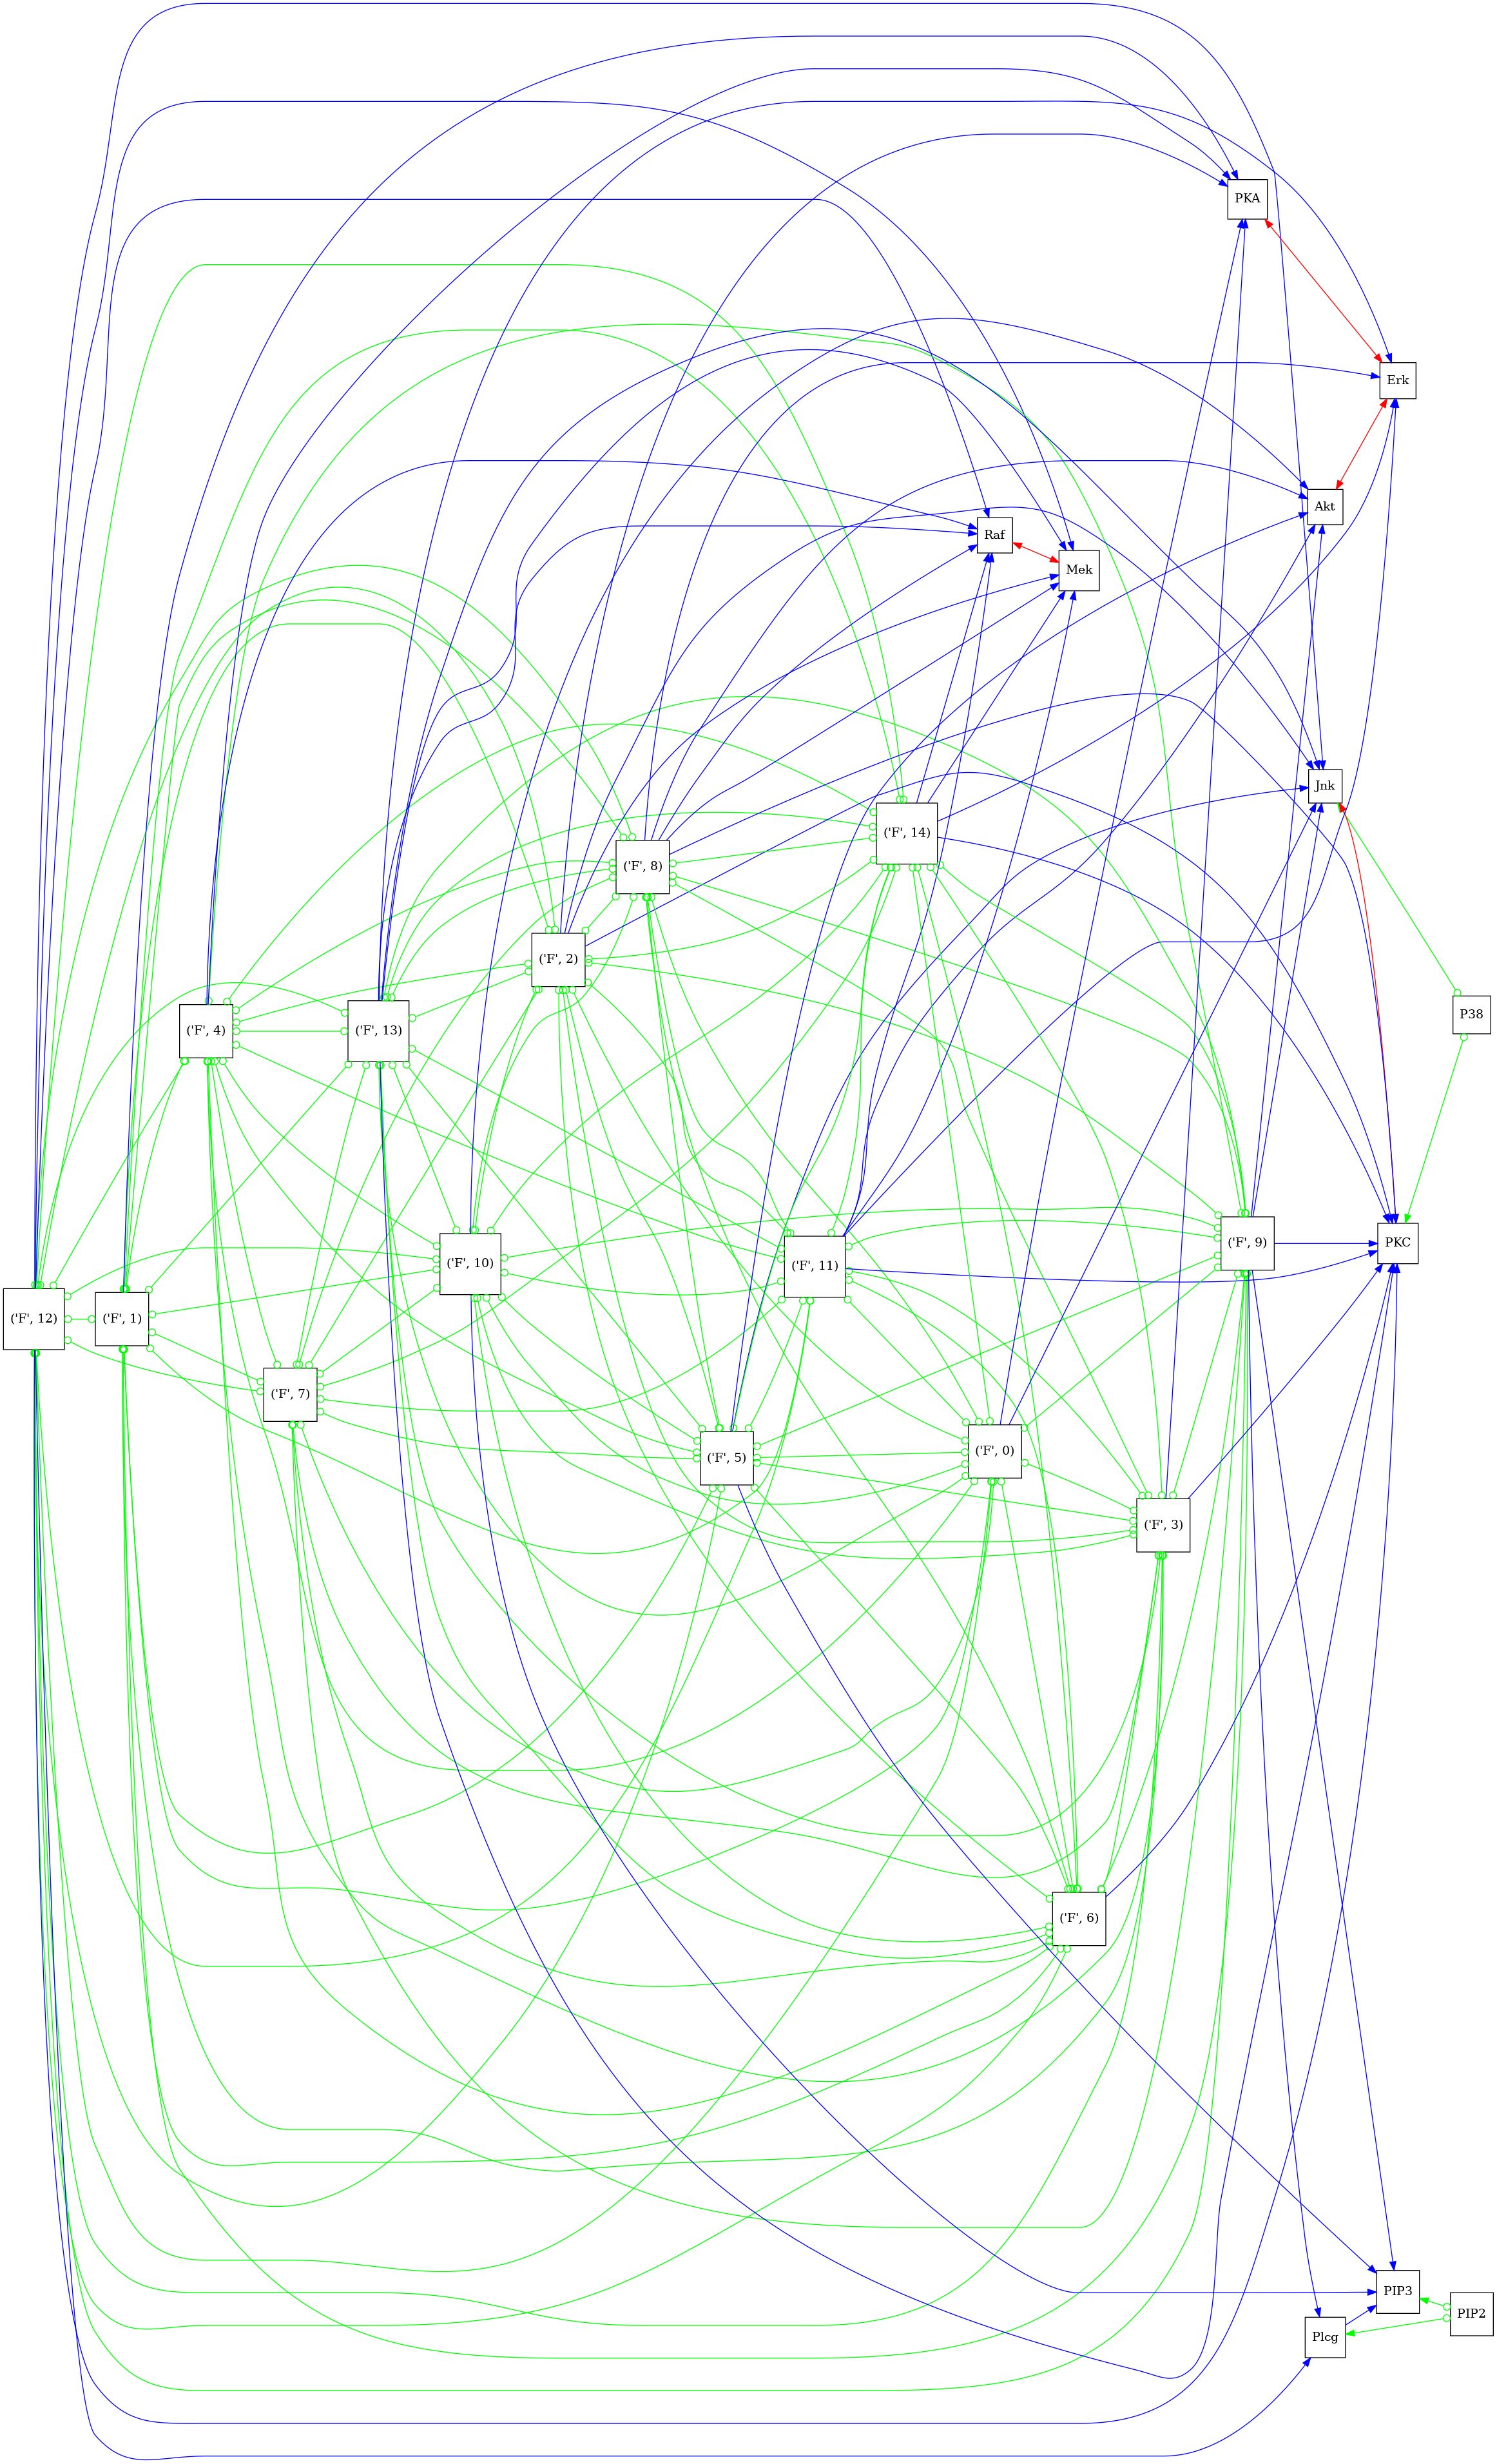 PKA
Erk
Akt
Raf
Mek
Jnk
('F', 14)
('F', 8)
('F', 2)
P38
('F', 4)
('F', 13)
('F', 9)
PKC
('F', 10)
('F', 11)
('F', 12)
('F', 1)
('F', 7)
('F', 0)
('F', 5)
('F', 3)
('F', 6)
PIP3
PIP2
Plcg